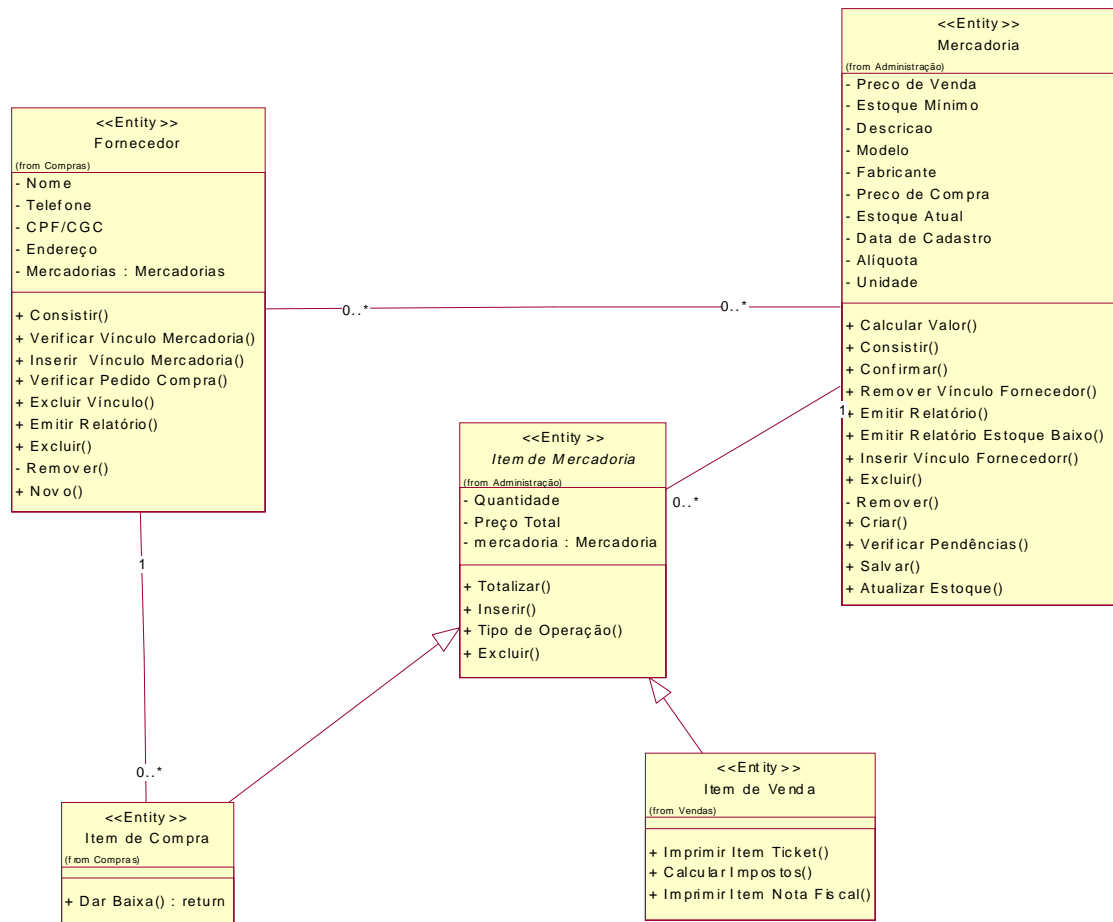 <<Entity>>
Mercadoria
(from Administração)
- Preco de Venda
- Estoque Mínimo
- Descricao
- Modelo
- Fabricante
- Preco de Compra
- Estoque Atual
- Data de Cadastro
- Alíquota
- Unidade
+ Calcular Valor()
+ Consistir()
+ Confirmar()
+ Remover Vínculo Fornecedor()
+ Emitir Relatório()
+ Emitir Relatório Estoque Baixo()
+ Inserir Vínculo Fornecedorr()
+ Excluir()
- Remover()
+ Criar()
+ Verificar Pendências()
+ Salvar()
+ Atualizar Estoque()
<<Entity>>
Fornecedor
(from Compras)
- Nome
- Telefone
- CPF/CGC
- Endereço
- Mercadorias : Mercadorias
+ Consistir()
+ Verificar Vínculo Mercadoria()
+ Inserir Vínculo Mercadoria()
+ Verificar Pedido Compra()
+ Excluir Vínculo()
+ Emitir Relatório()
+ Excluir()
- Remover()
+ Novo()
0..*
0..*
1
0..*
1
0..*
<<Entity>>
Item de Mercadoria
(from Administração)
- Quantidade
- Preço Total
- mercadoria : Mercadoria
+ Totalizar()
+ Inserir()
+ Tipo de Operação()
+ Excluir()
<<Entity>>
Item de Venda
(from Vendas)
+ Imprimir Item Ticket()
+ Calcular Impostos()
+ Imprimir Item Nota Fiscal()
<<Entity>>
Item de Compra
(from Compras)
+ Dar Baixa() : return